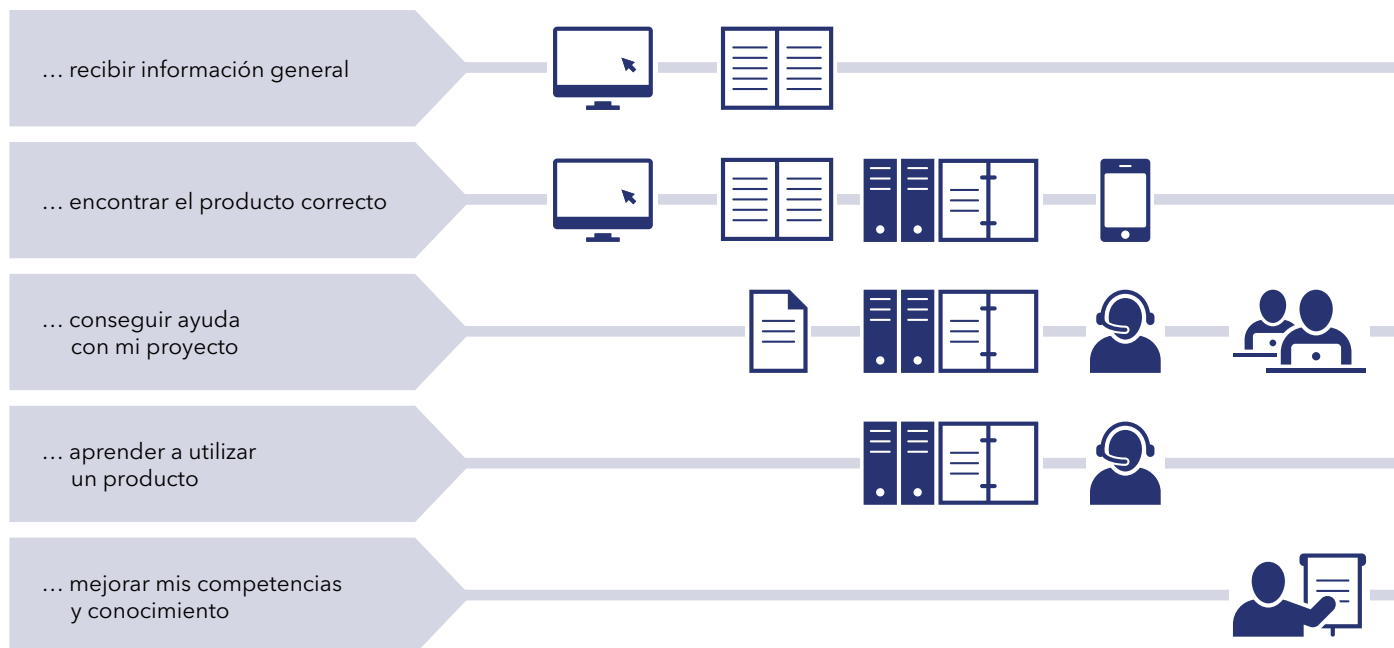 … recibir información general
… encontrar el producto correcto
… conseguir ayuda
con mi proyecto
… aprender a utilizar
un producto
… mejorar mis competencias
y conocimiento